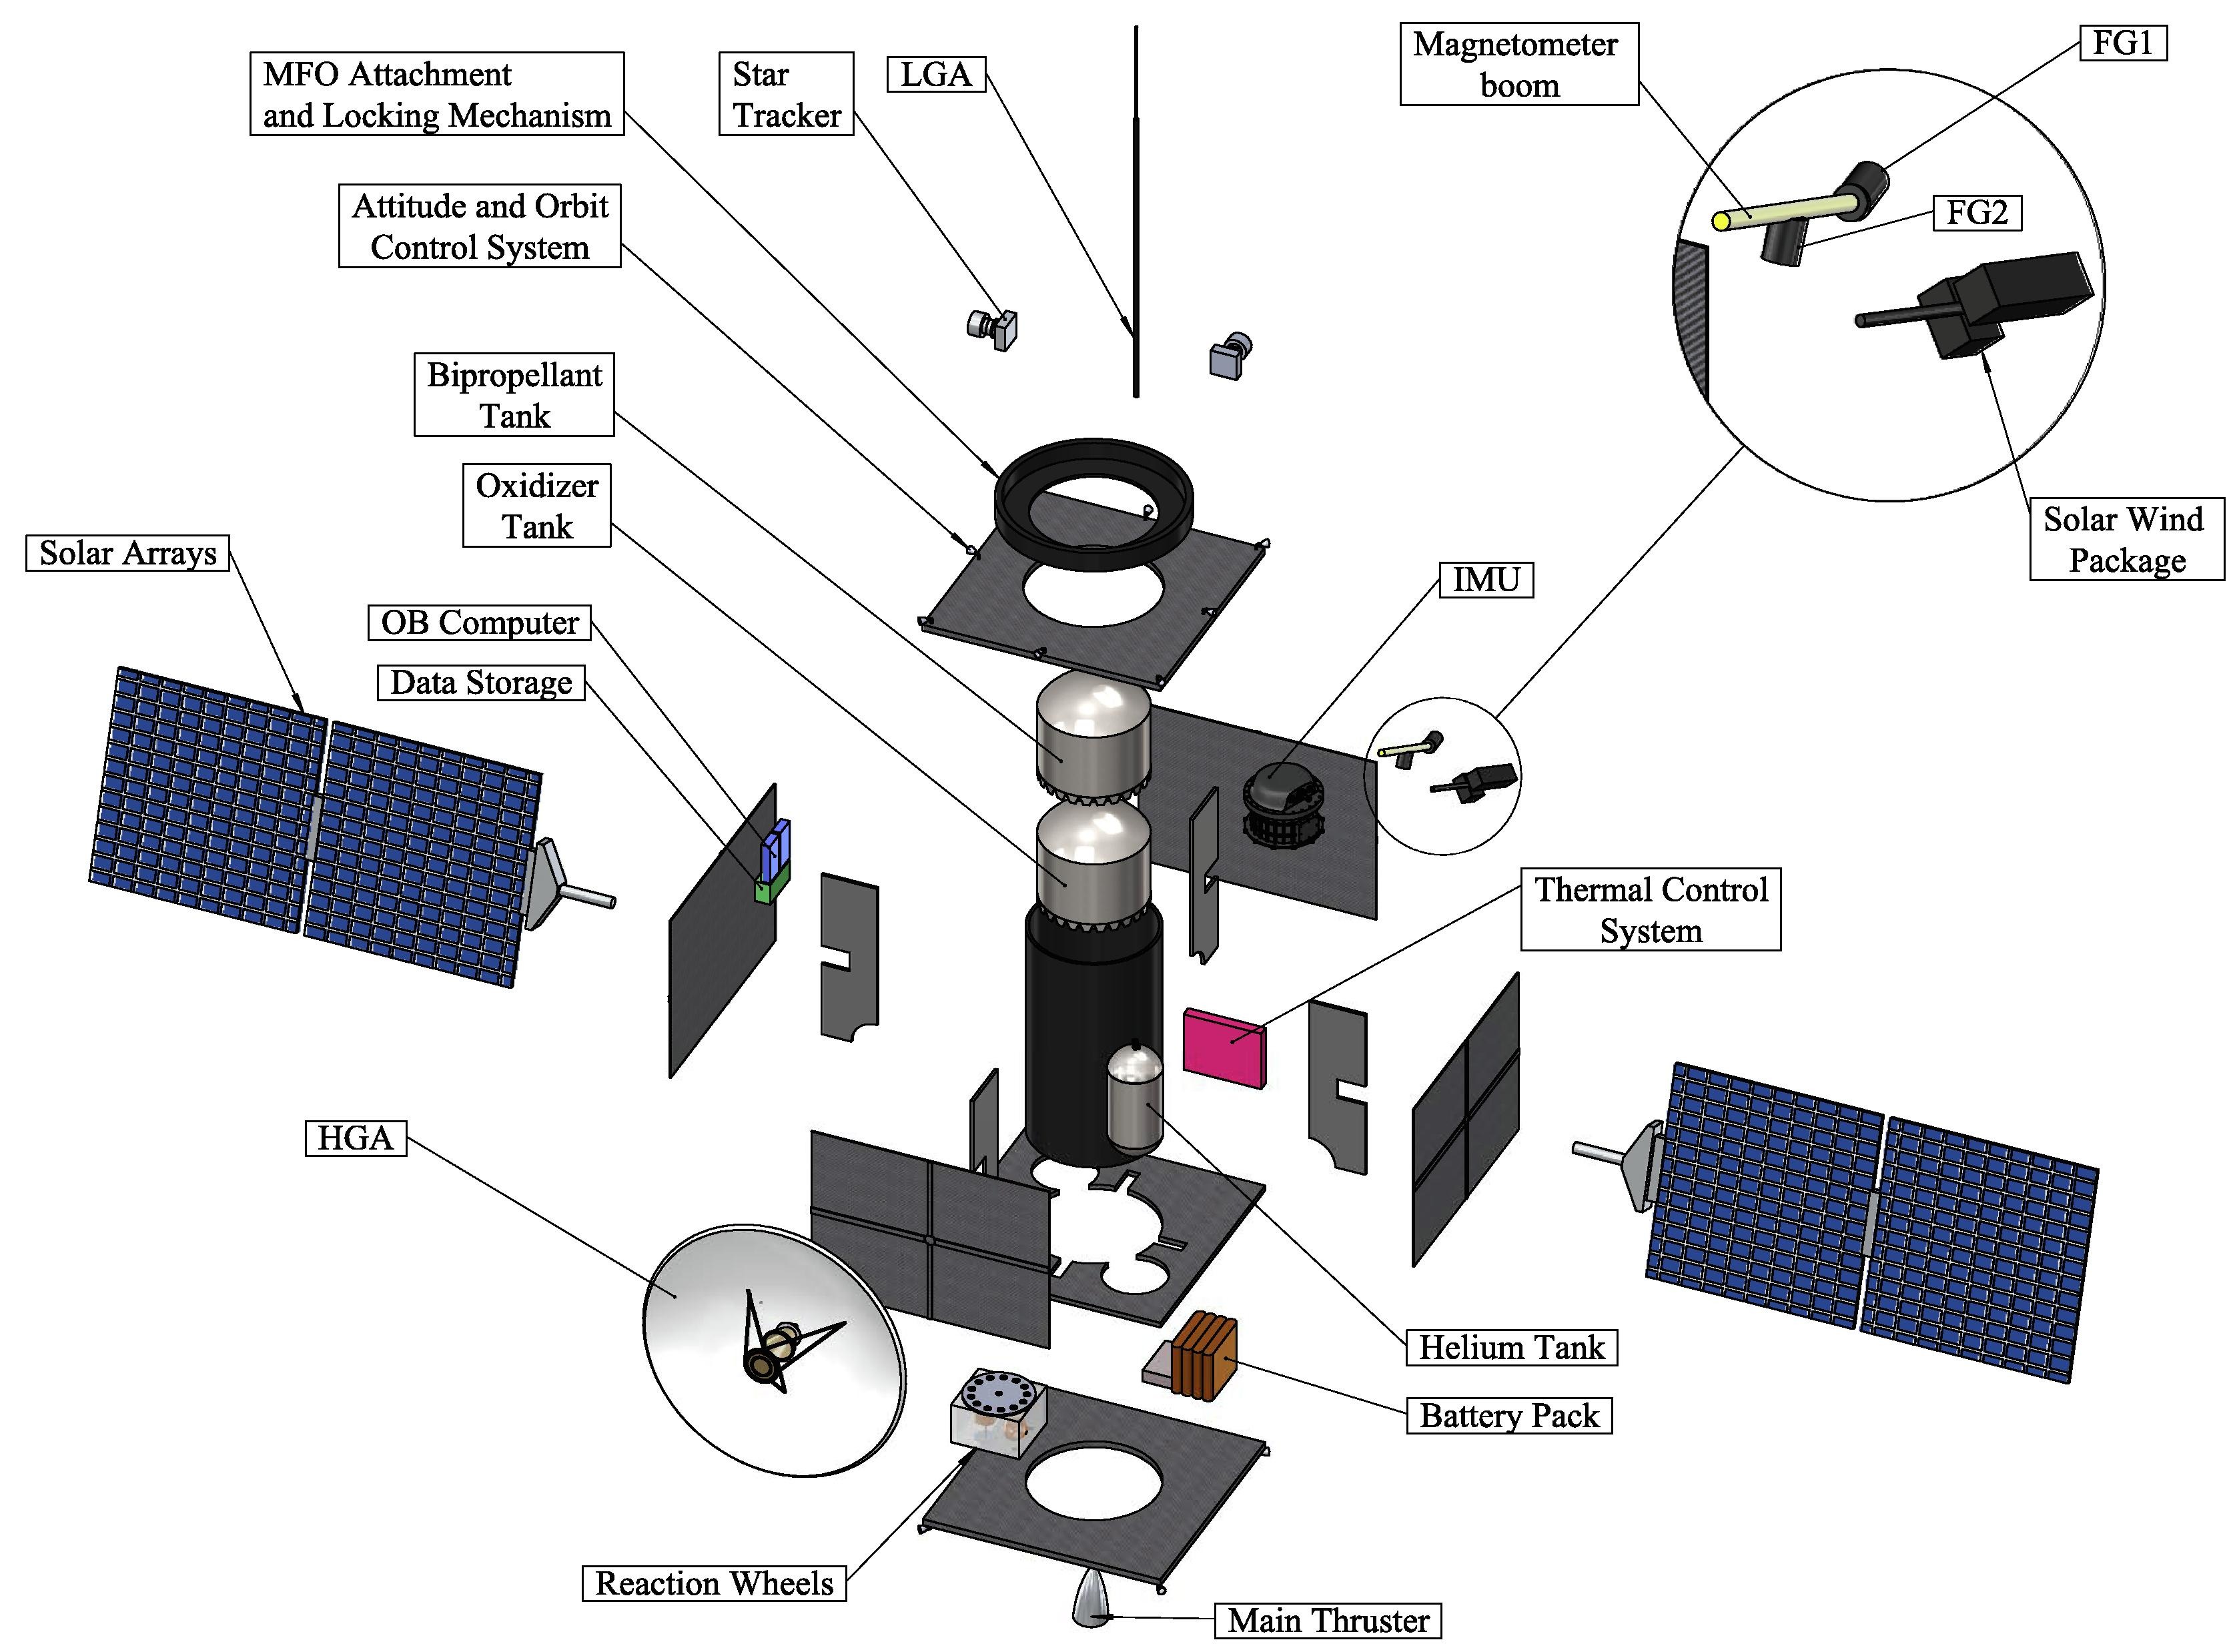 MFO Attachment
and Locking Mechanism
Star
Tracker
LGA
Magnetometer
boom
FG1
Attitude and Orbit
Control System
FG2
Bipropellant
Tank
Oxidizer
Tank
Solar Wind
Package
Solar Arrays
IMU
OB Computer
Data Storage
Thermal Control
System
HGA
Helium Tank
Battery Pack
Reaction Wheels
Main Thruster